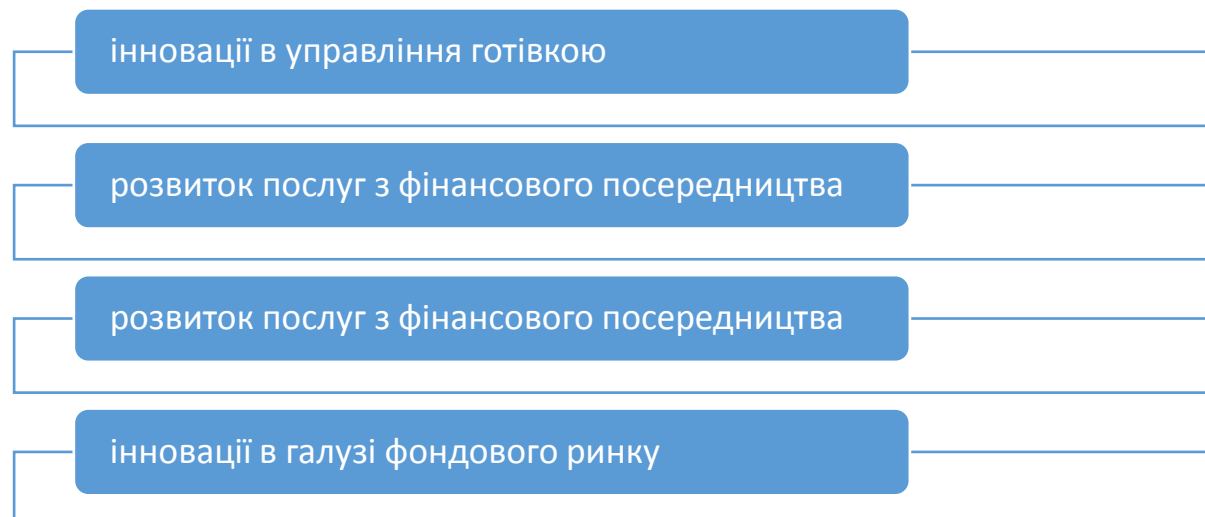 інновації в управління готівкою
розвиток послуг з фінансового посередництва
розвиток послуг з фінансового посередництва
інновації в галузі фондового ринку